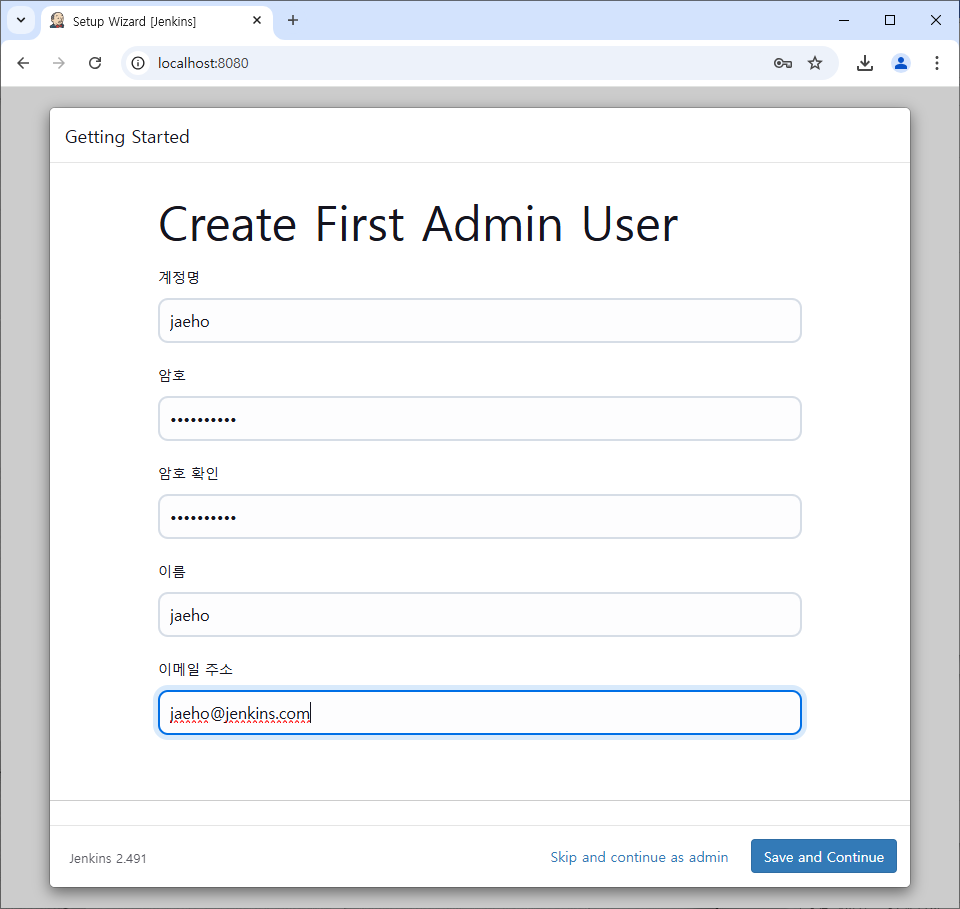 Setup Wizard [Jenkins]
localhost:8080
Getting Started
Create First Admin User
계정명
jaeho
암호
••••••••••
암호 확인
••••••••••
이름
jaeho
이메일 주소
jaeho@jenkins.com
Jenkins 2.491
Skip and continue as admin
Save and Continue